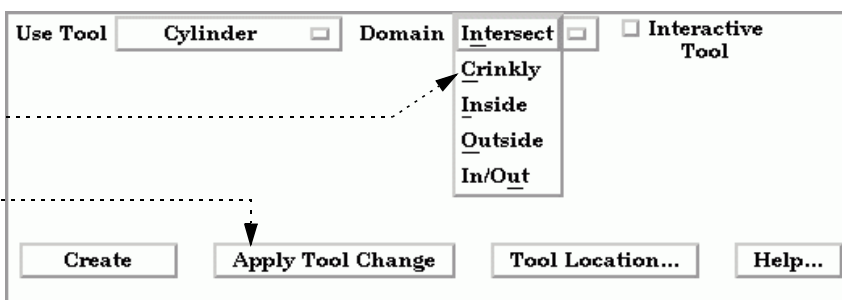 Use Tool Cylinder Domain Intersect Interactive
Tool
Crinkly
Inside
Outside
In/Out
Create Apply Tool Change Tool Location... Help...